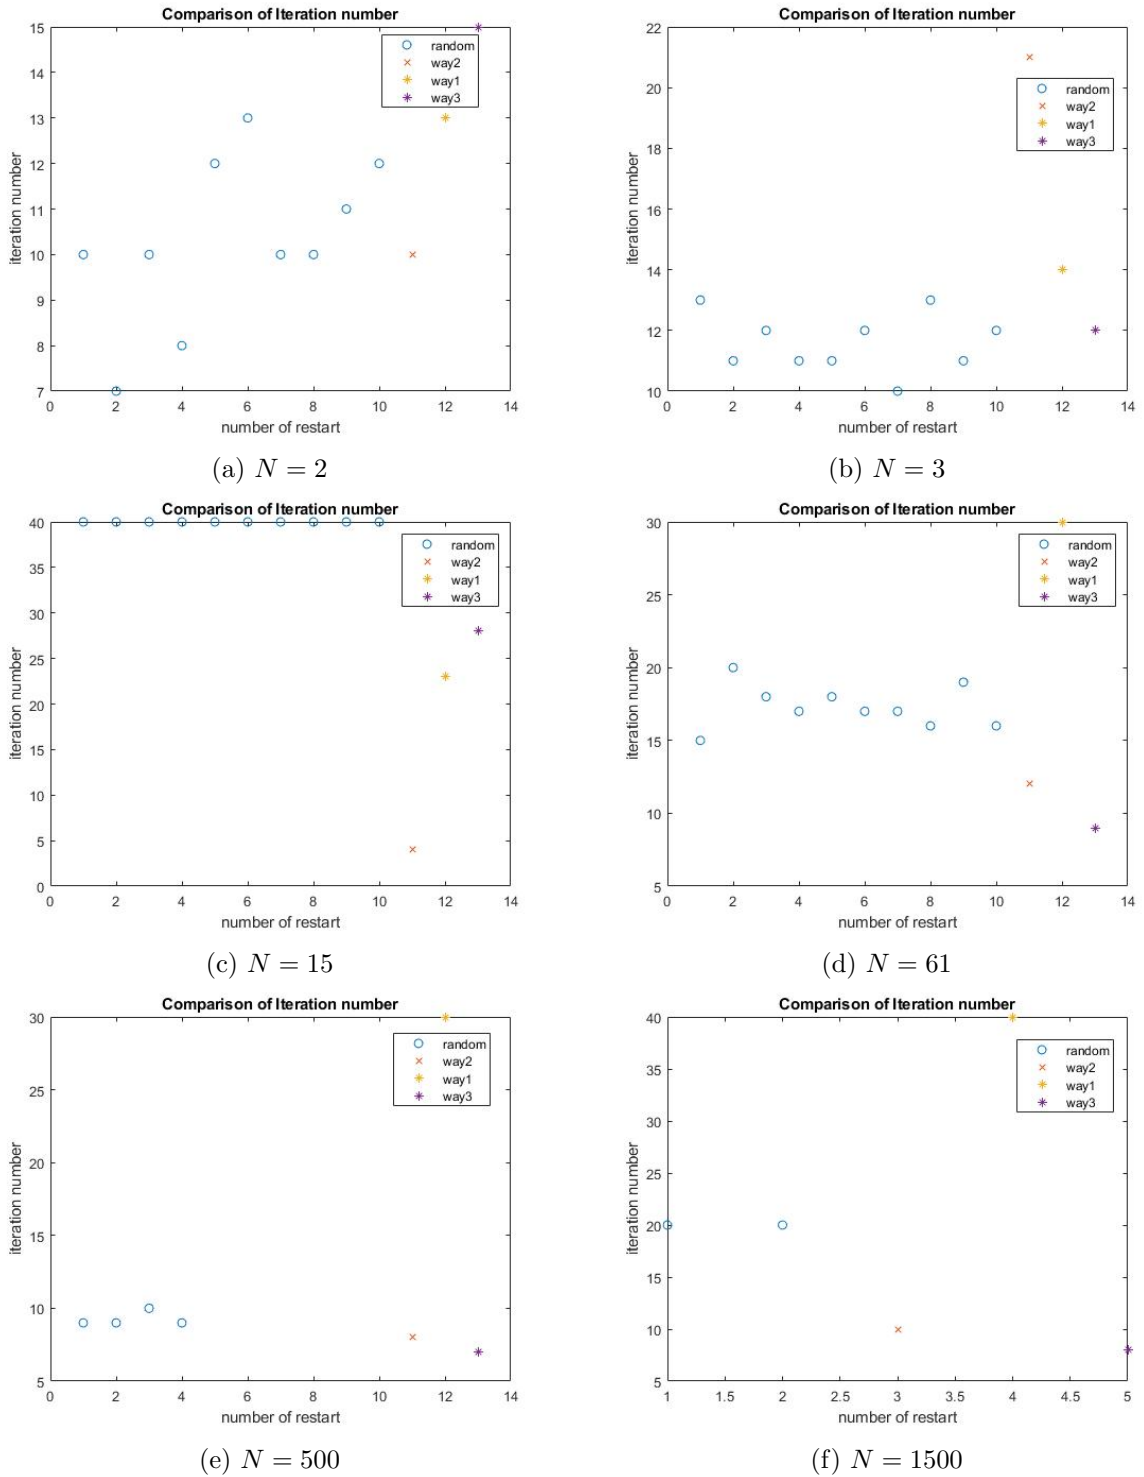 Comparison of Iteration number
15
14
13
12
11
10
9
8
7
iteration number
random
way2
way1
way3
0 2 4 6 8 10 12 14
number of restart
(a) N = 2
Comparison of Iteration number
22
20
18
16
14
12
10
iteration number
random
way2
way1
way3
0 2 4 6 8 10 12 14
number of restart
(b) N = 3
Comparison of Iteration number
40
35
30
25
20
15
10
5
0
iteration number
random
way2
way1
way3
0 2 4 6 8 10 12 14
number of restart
(c) N = 15
Comparison of Iteration number
30
25
20
15
10
5
iteration number
random
way2
way1
way3
0 2 4 6 8 10 12 14
number of restart
(d) N = 61
Comparison of Iteration number
30
25
20
15
10
5
iteration number
random
way2
way1
way3
0 2 4 6 8 10 12 14
number of restart
(e) N = 500
Comparison of Iteration number
40
35
30
25
20
15
10
5
iteration number
random
way2
way1
way3
1 1.5 2 2.5 3 3.5 4 4.5 5
number of restart
(f) N = 1500